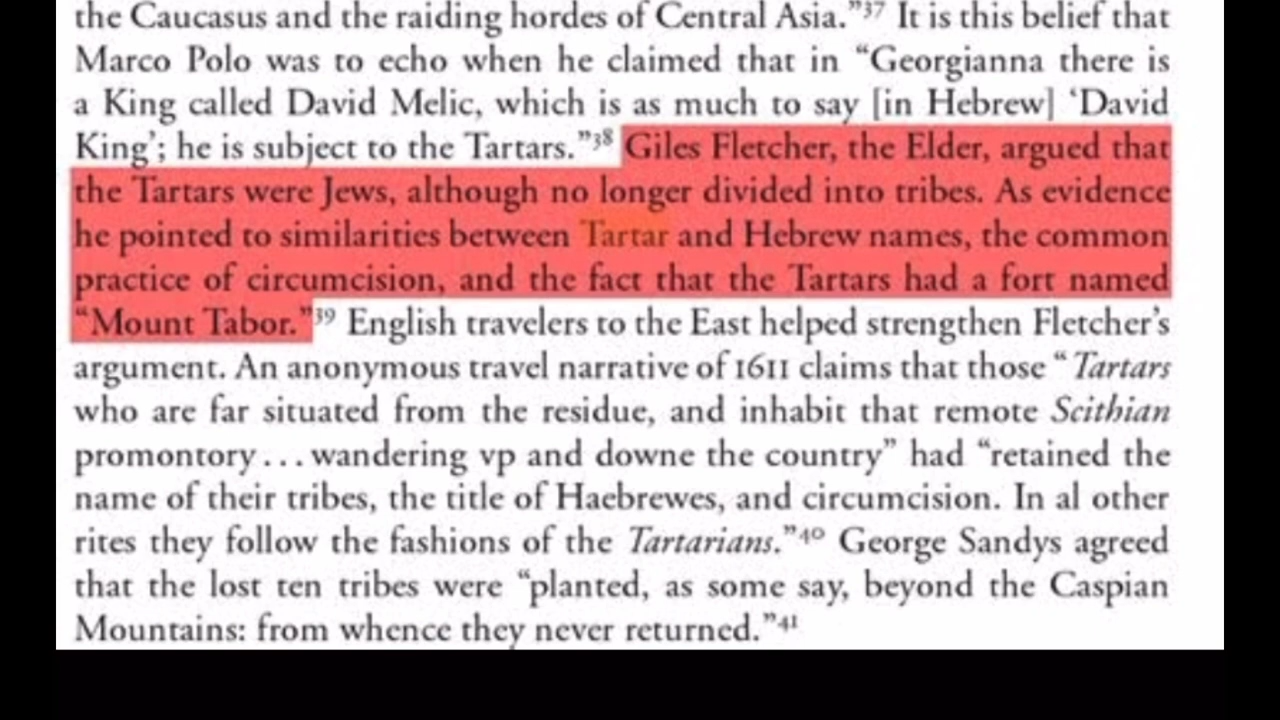 the Caucasus and the raiding hordes of Central Asia.”37 It is this belief that
Marco Polo was to echo when he claimed that in “Georgianna there is
a King called David Melic, which is as much to say [in Hebrew] ‘David
King’; he is subject to the Tartars.”38 Giles Fletcher, the Elder, argued that
the Tartars were Jews, although no longer divided into tribes. As evidence
he pointed to similarities between Tartar and Hebrew names, the common
practice of circumcision, and the fact that the Tartars had a fort named
“Mount Tabor.”39 English travelers to the East helped strengthen Fletcher’s
argument. An anonymous travel narrative of 1611 claims that those “Tartars
who are far situated from the residue, and inhabit that remote Scithian
promontory . . . wandering vp and downe the country” had “retained the
name of their tribes, the title of Haebrewes, and circumcision. In al other
rites they follow the fashions of the Tartarians.”40 George Sandys agreed
that the lost ten tribes were “planted, as some say, beyond the Caspian
Mountains: from whence they never returned.”41